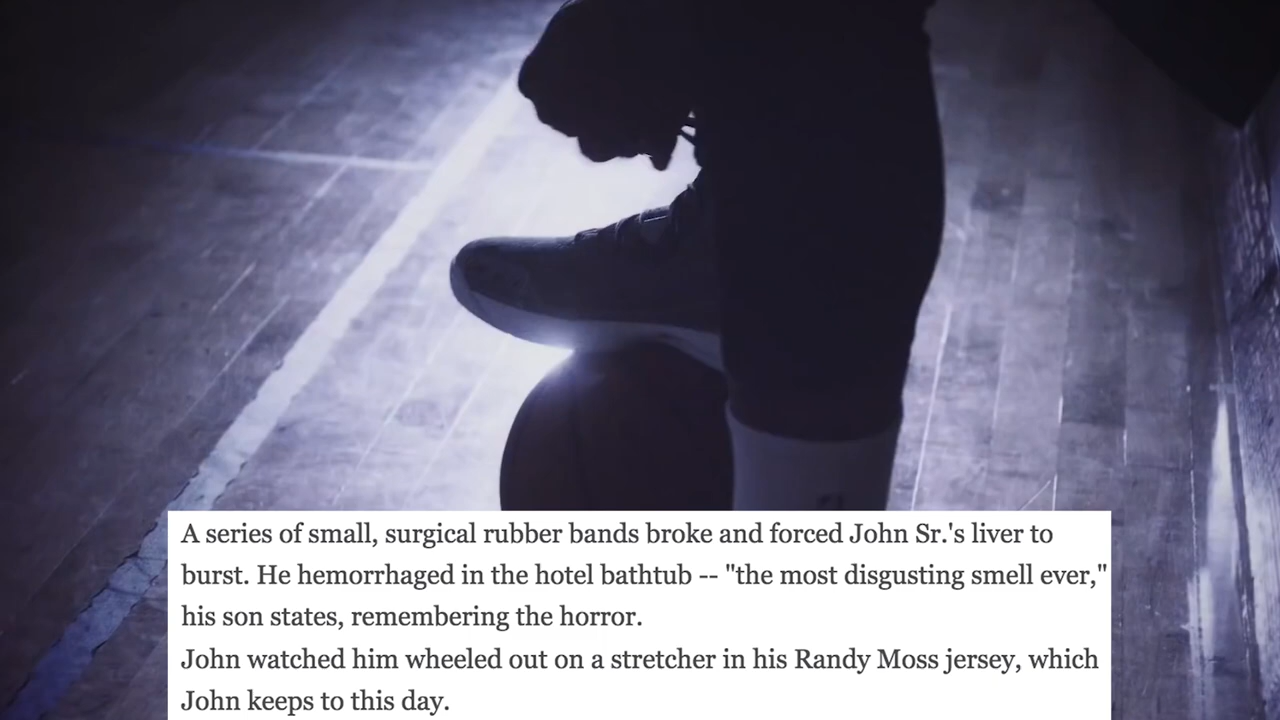 A series of small, surgical rubber bands broke and forced John Sr.'s liver to
burst. He hemorrhaged in the hotel bathtub -- "the most disgusting smell ever,"
his son states, remembering the horror.
John watched him wheeled out on a stretcher in his Randy Moss jersey, which
John keeps to this day.